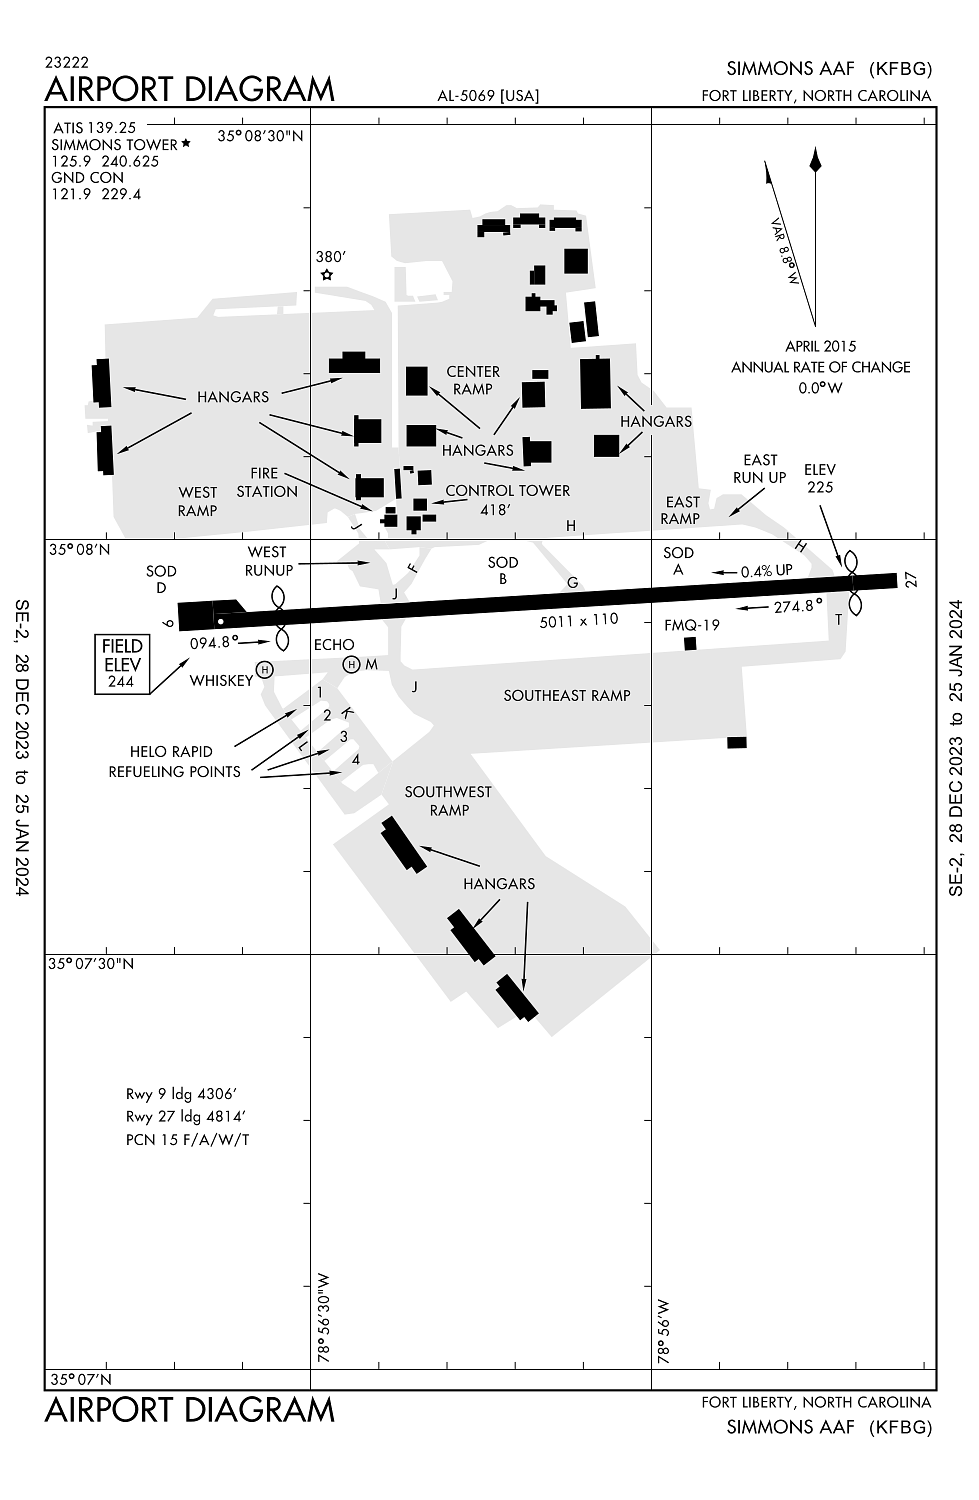 23222
AIRPORT DIAGRAM
AL-5069 [USA]
SIMMONS AAF (KFBG)
FORT LIBERTY, NORTH CAROLINA
ATIS 139.25
SIMMONS TOWER ★
125.9 240.625
GND CON
121.9 229.4
35°08'30"N
380'
VAR 8.8° W
APRIL 2015
ANNUAL RATE OF CHANGE
0.0°W
HANGARS
CENTER
RAMP
HANGARS
HANGARS
FIRE
STATION
WEST
RAMP
CONTROL TOWER
418'
EAST
RAMP
EAST
RUN UP
ELEV
225
J
H
H
35°08'N
WEST
RUNUP
SOD
D
SOD
B
SOD
A
F
G
J
0.4% UP
27
9
094.8°
274.8°
5011 x 110
T
FMQ-19
FIELD
ELEV
244
ECHO
WHISKEY
H
H
M
J
1
2
K
3
L
4
SOUTHEAST RAMP
HELO RAPID
REFUELING POINTS
SOUTHWEST
RAMP
HANGARS
35°07'30"N
Rwy 9 ldg 4306'
Rwy 27 ldg 4814'
PCN 15 F/A/W/T
78°56'30"W
78°56'W
35°07'N
SE-2, 28 DEC 2023 to 25 JAN 2024
SE-2, 28 DEC 2023 to 25 JAN 2024
AIRPORT DIAGRAM
FORT LIBERTY, NORTH CAROLINA
SIMMONS AAF (KFBG)